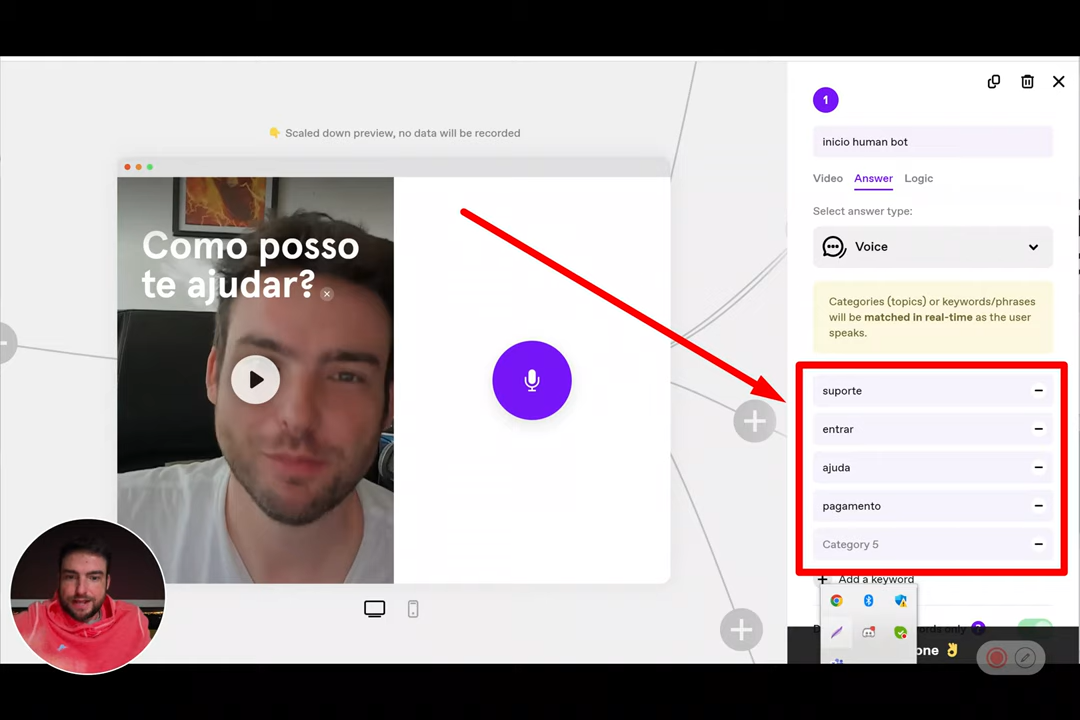 👇 Scaled down preview, no data will be recorded
Como posso
te ajudar?
1
inicio human bot
Video Answer Logic
Select answer type:
Voice
Categories (topics) or keywords/phrases
will be matched in real-time as the user
speaks.
suporte
entrar
ajuda
pagamento
Category 5
+ Add a keyword
only
one 👌